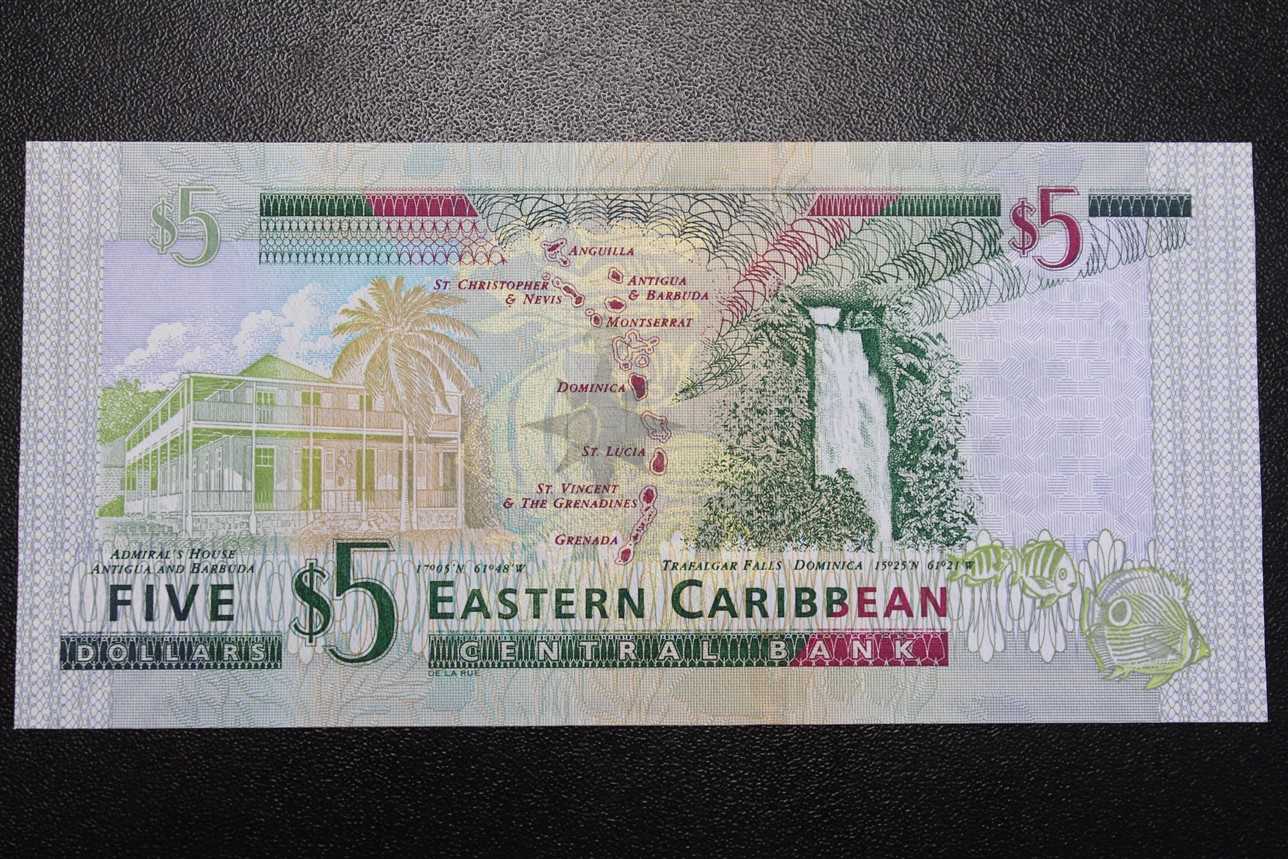 $5
$5
ANGUILLA
ST. CHRISTOPHER
& NEVIS
ANTIGUA
& BARBUDA
MONTSERRAT
DOMINICA
ST. LUCIA
ST. VINCENT
& THE GRENADINES
GRENADA
ADMIRAL'S HOUSE
ANTIGUA AND BARBUDA
17°05'N 61°48'W
TRAFALGAR FALLS DOMINICA 15°25'N 61°21'W
FIVE
DOLLARS
$5
EASTERN CARIBBEAN
CENTRAL BANK
DE LA RUE